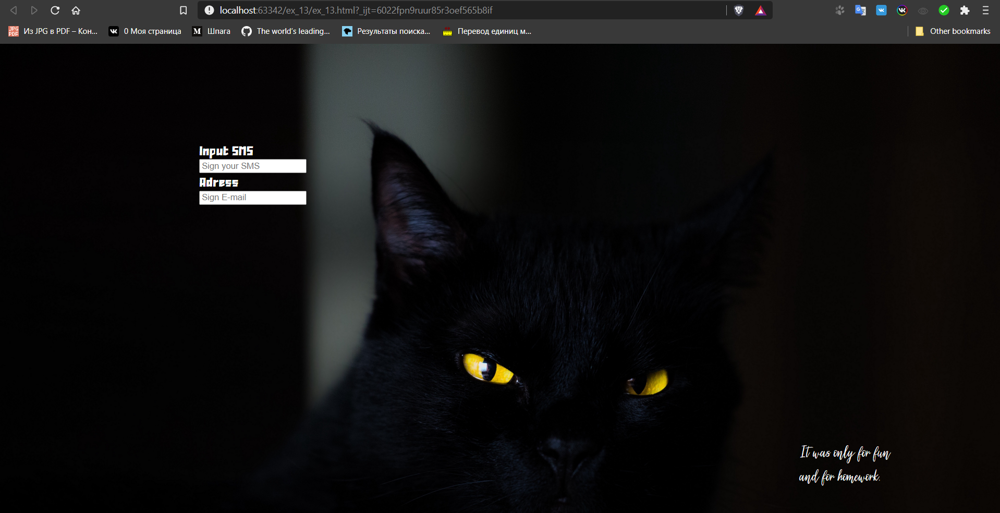 localhost:63342/ex_13/ex_13.html?_ijt=6022fpn9ruur85r3oef565b8if
JPG PDF Из JPG в PDF – Кон... 0 Моя страница M Шпага The world's leading... Результаты поиска... Перевод единиц м... Other bookmarks
Input SMS
Sign your SMS
Adress
Sign E-mail
It was only for fun
and for homework.